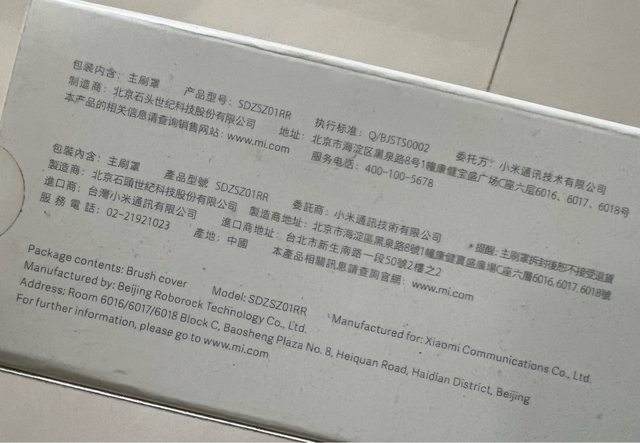 包装内含：主刷罩 产品型号：SDZSZ01RR 执行标准：Q/BJSTS0002 委托方：小米通讯技术有限公司
制造商：北京石头世纪科技股份有限公司 地址：北京市海淀区黑泉路8号1幢康健宝盛广场C座六层6016、6017、6018号
本产品的相关信息请查询销售网站：www.mi.com 服务电话：400-100-5678
包裝內含：主刷罩 產品型號 SDZSZ01RR 委託商：小米通訊技術有限公司 *提醒：主刷罩拆封後恕不接受退貨
製造商：北京石頭世紀科技股份有限公司 製造商地址：北京市海淀區黑泉路8號1幢康健寶盛廣場C座六層6016.6017.6018號
進口商：台灣小米通訊有限公司 進口商地址：台北市新生南路一段50號2樓之2
服務電話：02-21921023 產地：中國 本產品相關訊息請查詢官網：www.mi.com
Package contents: Brush cover Model: SDZSZ01RR Manufactured for: Xiaomi Communications Co., Ltd.
Manufactured by: Beijing Roborock Technology Co., Ltd.
Address: Room 6016/6017/6018 Block C, Baosheng Plaza No. 8, Heiquan Road, Haidian District, Beijing
For further information, please go to www.mi.com